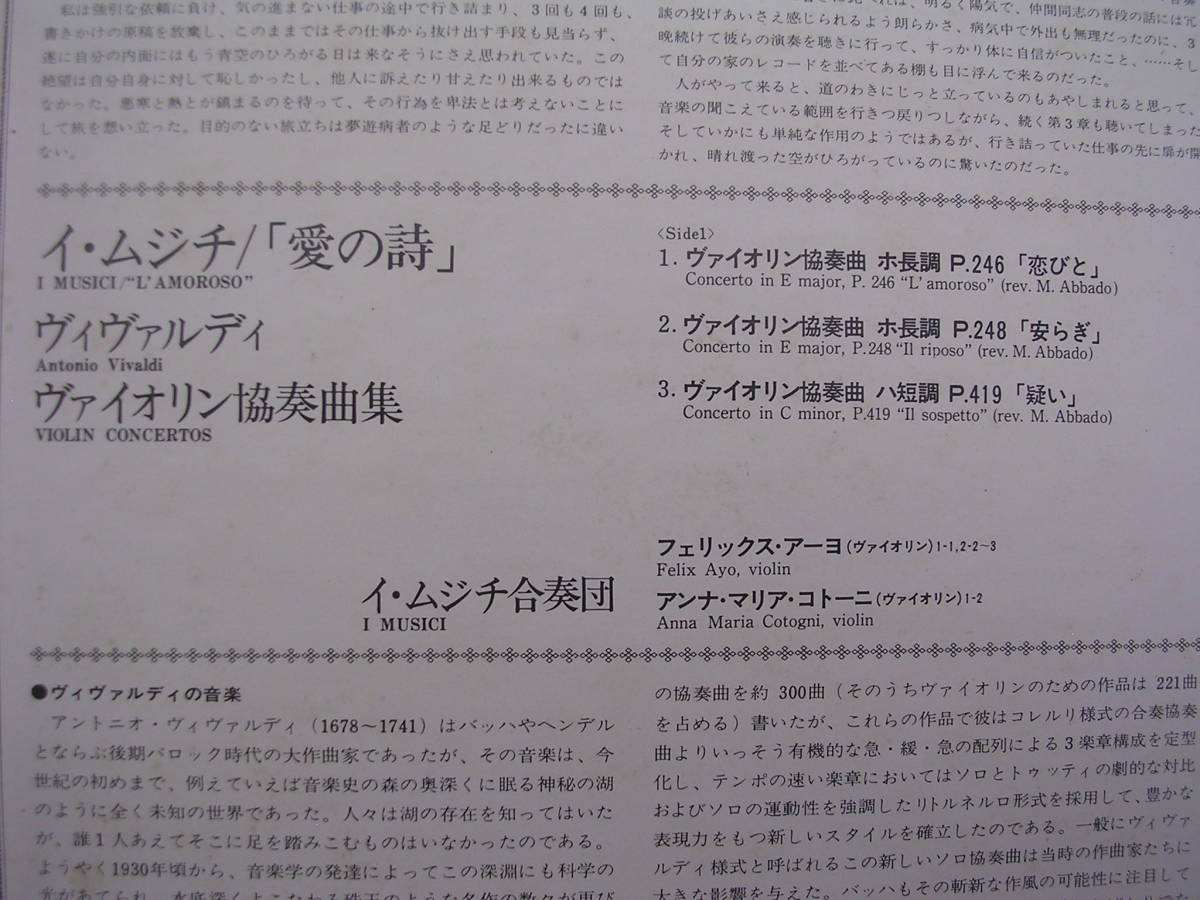 私は強引な依頼に負け、気の進まない仕事の途中で行き詰まり、3回も4回も、
書きかけの原稿を放棄し、このままではその仕事から抜け出す手段も見当らず、
遂に自分の内面にはもう青空のひろがる日は来なそうにさえ思われていた。この
絶望は自分自身に対して恥しかったし、他人に訴えたり甘えたり出来るものでは
なかった。悪寒と熱とが鎮まるのを待って、その行為を卑法とは考えないことに
して旅を想い立った。目的のない旅立ちは夢遊病者のような足どりだったに違い
ない。
明るく陽気で、仲間同志の普段の話には冗
談の投げあいさえ感じられるよう朗らかさ、病気中で外出も無理だったのに、3
晩続けて彼らの演奏を聴きに行って、すっかり体に自信がついたこと、……そし
て自分の家のレコードを並べてある棚も目に浮んで来るのだった。
人がやって来ると、道のわきにじっと立っているのもあやしまれると思って、
音楽の聞こえている範囲を行きつ戻りつしながら、続く第3章も聴いてしまった
そしていかにも単純な作用のようではあるが、行き詰っていた仕事の先に扉が開
かれ、晴れ渡った空がひろがっているのに驚いたのだった。
イ・ムジチ/「愛の詩」
I MUSICI/"L'AMOROSO"
ヴィヴァルディ
Antonio Vivaldi
ヴァイオリン協奏曲集
VIOLIN CONCERTOS
イ・ムジチ合奏団
I MUSICI
〈Side1〉
1. ヴァイオリン協奏曲 ホ長調 P.246「恋びと」
Concerto in E major, P. 246 "L'amoroso" (rev. M. Abbado)
2. ヴァイオリン協奏曲 ホ長調 P.248「安らぎ」
Concerto in E major, P.248 "Il riposo" (rev. M. Abbado)
3. ヴァイオリン協奏曲 ハ短調 P.419「疑い」
Concerto in C minor, P.419 "Il sospetto" (rev. M. Abbado)
フェリックス・アーヨ(ヴァイオリン)1-1,2-2~3
Felix Ayo, violin
アンナ・マリア・コトーニ(ヴァイオリン)1-2
Anna Maria Cotogni, violin
●ヴィヴァルディの音楽
アントニオ・ヴィヴァルディ(1678~1741)はバッハやヘンデル
とならぶ後期バロック時代の大作曲家であったが、その音楽は、今
世紀の初めまで、例えていえば音楽史の森の奥深くに眠る神秘の湖
のように全く未知の世界であった。人々は湖の存在を知ってはいた
が、誰1人あえてそこに足を踏みこむものはいなかったのである。
ようやく1930年頃から、音楽学の発達によってこの深淵にも科学の
光があてられ、水底深くよこたわる珠玉のような名作の数々が再び
の協奏曲を約 300曲(そのうちヴァイオリンのための作品は 221曲
を占める)書いたが、これらの作品で彼はコレルリ様式の合奏協奏
曲よりいっそう有機的な急・緩・急の配列による3楽章構成を定型
化し、テンポの速い楽章においてはソロとトゥッティの劇的な対比
およびソロの運動性を強調したリトルネルロ形式を採用して、豊かな
表現力をもつ新しいスタイルを確立したのである。一般にヴィヴァ
ルディ様式と呼ばれるこの新しいソロ協奏曲は当時の作曲家たちに
大きな影響を与えた。バッハもその斬新な作風の可能性に注目して